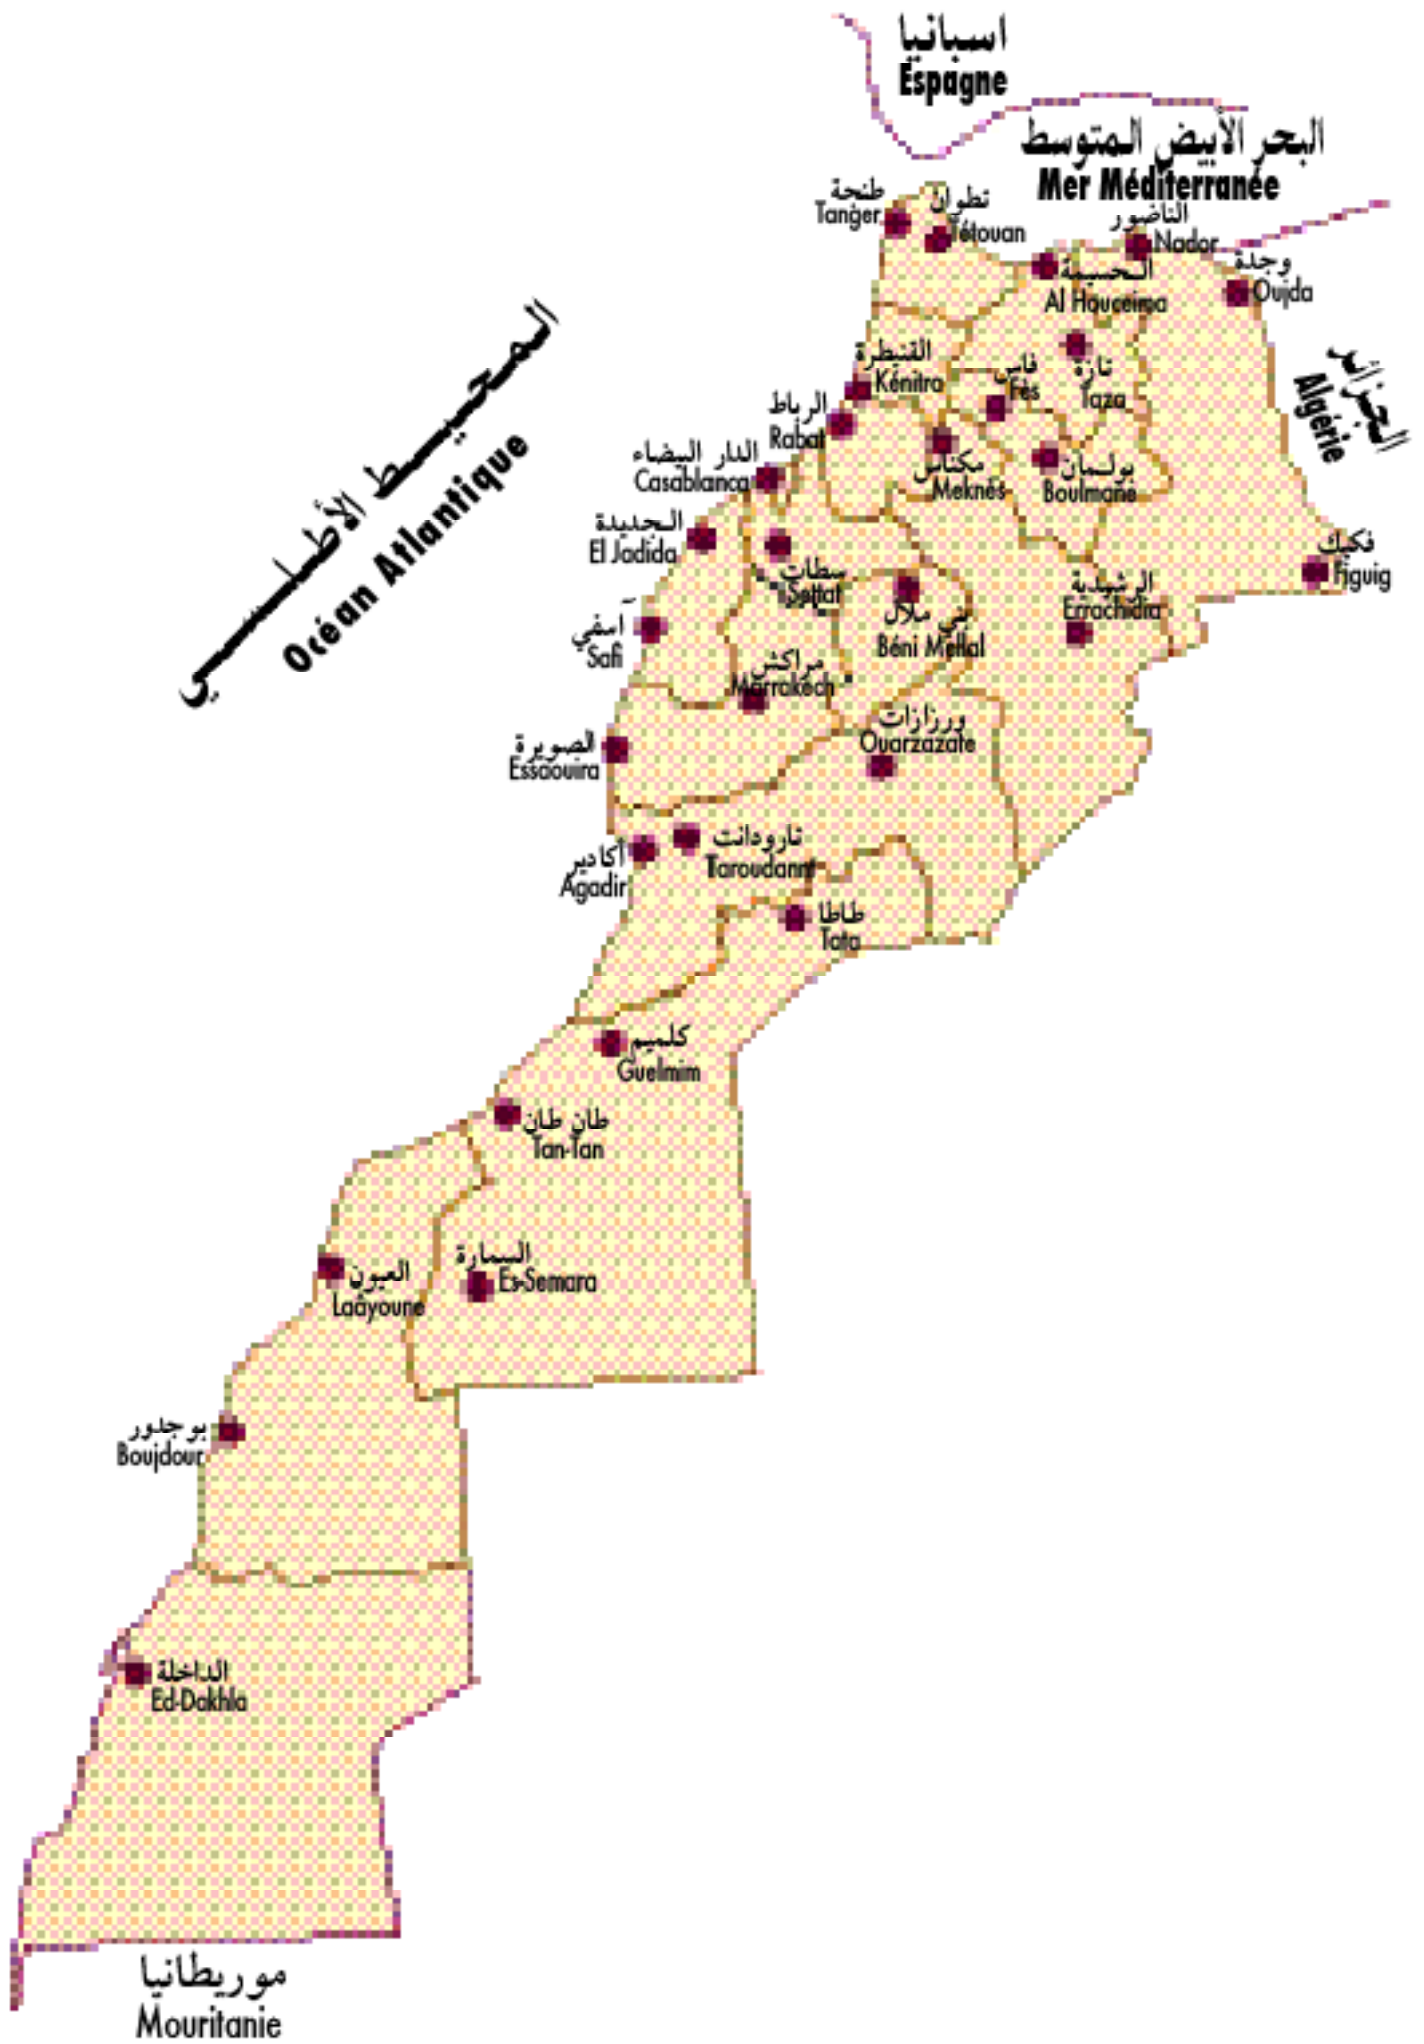 اسبانيا
Espagne
البحر الأبيض المتوسط
Mer Méditerranée
طنجة
Tanger
تطوان
Tétouan
الناضور
Nador
وجدة
Oujda
الحسيمة
Al Houceima
القنيطرة
Kénitra
فاس
Fès
تازة
Taza
الجزائر
Algérie
الرباط
Rabat
المحيط الأطلسي
Océan Atlantique
الدار البيضاء
Casablanca
مكناس
Meknès
بولمان
Boulmane
الجديدة
El Jadida
سطات
Settat
فكيك
Figuig
الرشيدية
Errachidia
بني ملال
Béni Mellal
آسفي
Safi
مراكش
Marrakech
ورزازات
Ouarzazate
الصويرة
Essaouira
تارودانت
Taroudannt
أكادير
Agadir
طاطا
Tata
كلميم
Guelmim
طان طان
Tan-Tan
السمارة
Es-Semara
العيون
Laâyoune
بوجدور
Boujdour
الداخلة
Ed-Dakhla
موريطانيا
Mouritanie